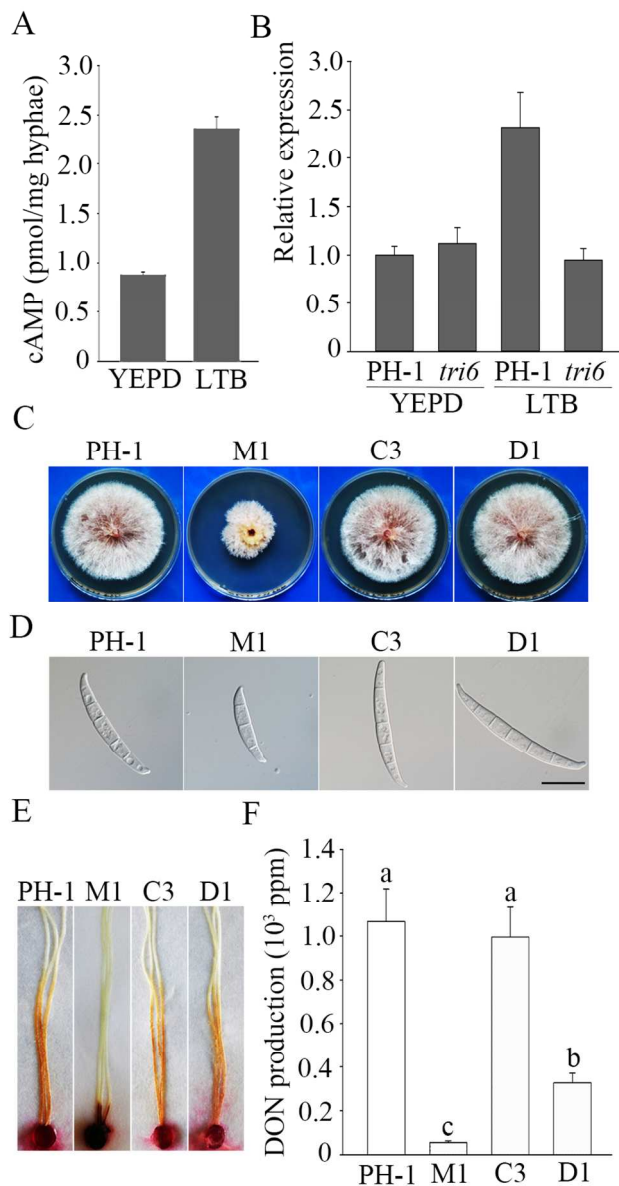 A
cAMP (pmol/mg hyphae)
3.0
2.5
2.0
1.5
1.0
0.5
0
YEPD LTB
B
Relative expression
3.0
2.5
2.0
1.5
1.0
0.5
0
PH-1 tri6 PH-1 tri6
YEPD LTB
C
PH-1 M1 C3 D1
D
PH-1 M1 C3 D1
E
PH-1 M1 C3 D1
F
DON production (10³ ppm)
1.4
1.2
1.0
0.8
0.6
0.4
0.2
0
a
c
a
b
PH-1 M1 C3 D1